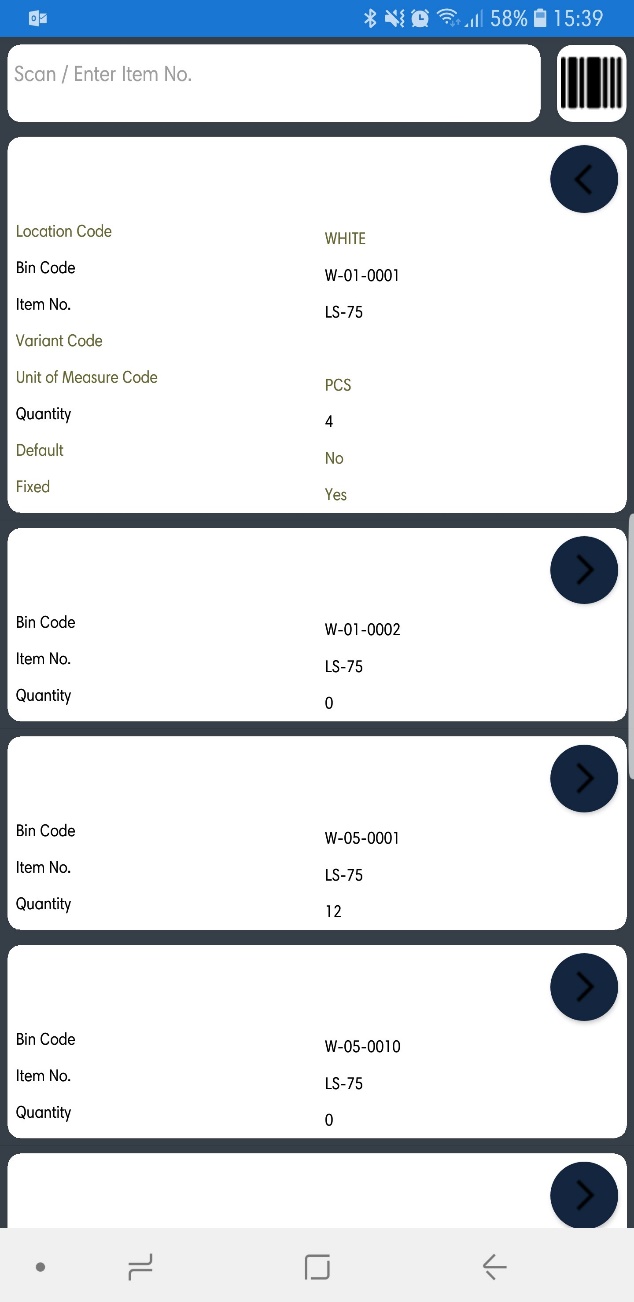 58% 15:39
Scan / Enter Item No.
Location Code WHITE
Bin Code W-01-0001
Item No. LS-75
Variant Code
Unit of Measure Code PCS
Quantity 4
Default No
Fixed Yes
Bin Code W-01-0002
Item No. LS-75
Quantity 0
Bin Code W-05-0001
Item No. LS-75
Quantity 12
Bin Code W-05-0010
Item No. LS-75
Quantity 0